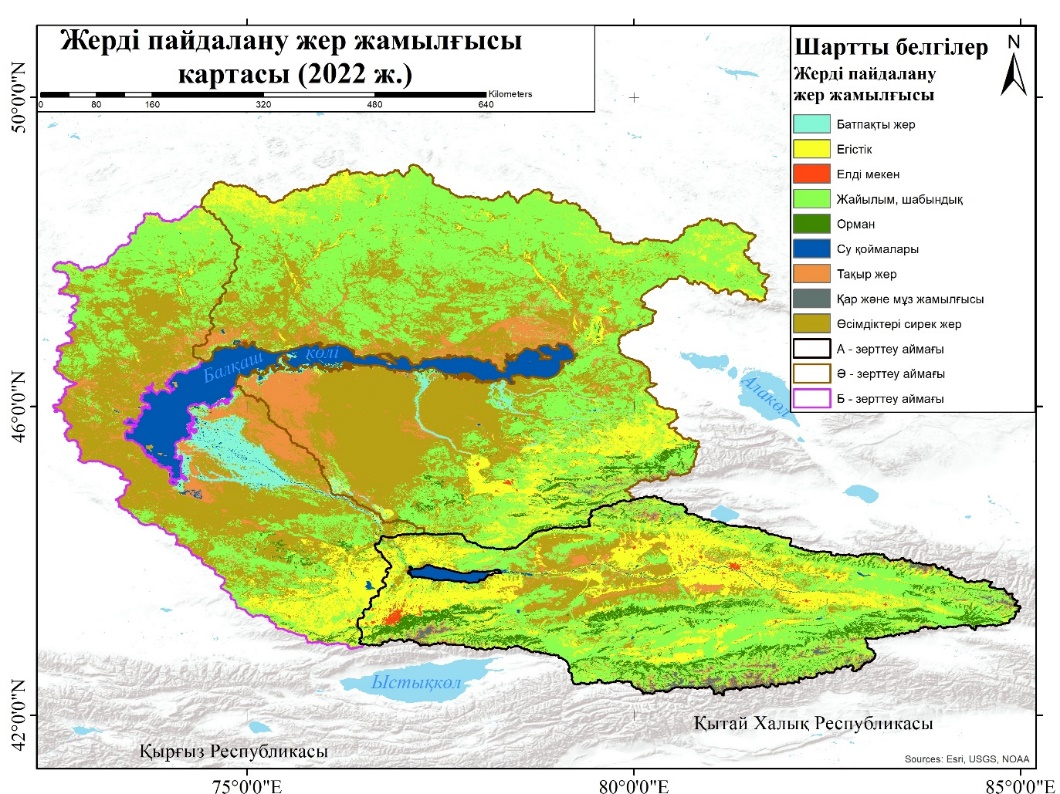 Жерді пайдалану жер жамылғысы
картасы (2022 ж.)
0 80 160 320 480 640 Kilometers
Шартты белгілер
N
Жерді пайдалану
жер жамылғысы
Батпақты жер
Егістік
Елді мекен
Жайылым, шабындық
Орман
Су қоймалары
Тақыр жер
Қар және мұз жамылғысы
Өсімдіктері сирек жер
А - зерттеу аймағы
Ә - зерттеу аймағы
Б - зерттеу аймағы
50°0'0"N
46°0'0"N
42°0'0"N
Балқаш көлі
Алакөл
Ыстықкөл
Қытай Халық Республикасы
Қырғыз Республикасы
Sources: Esri, USGS, NOAA
75°0'0"E 80°0'0"E 85°0'0"E